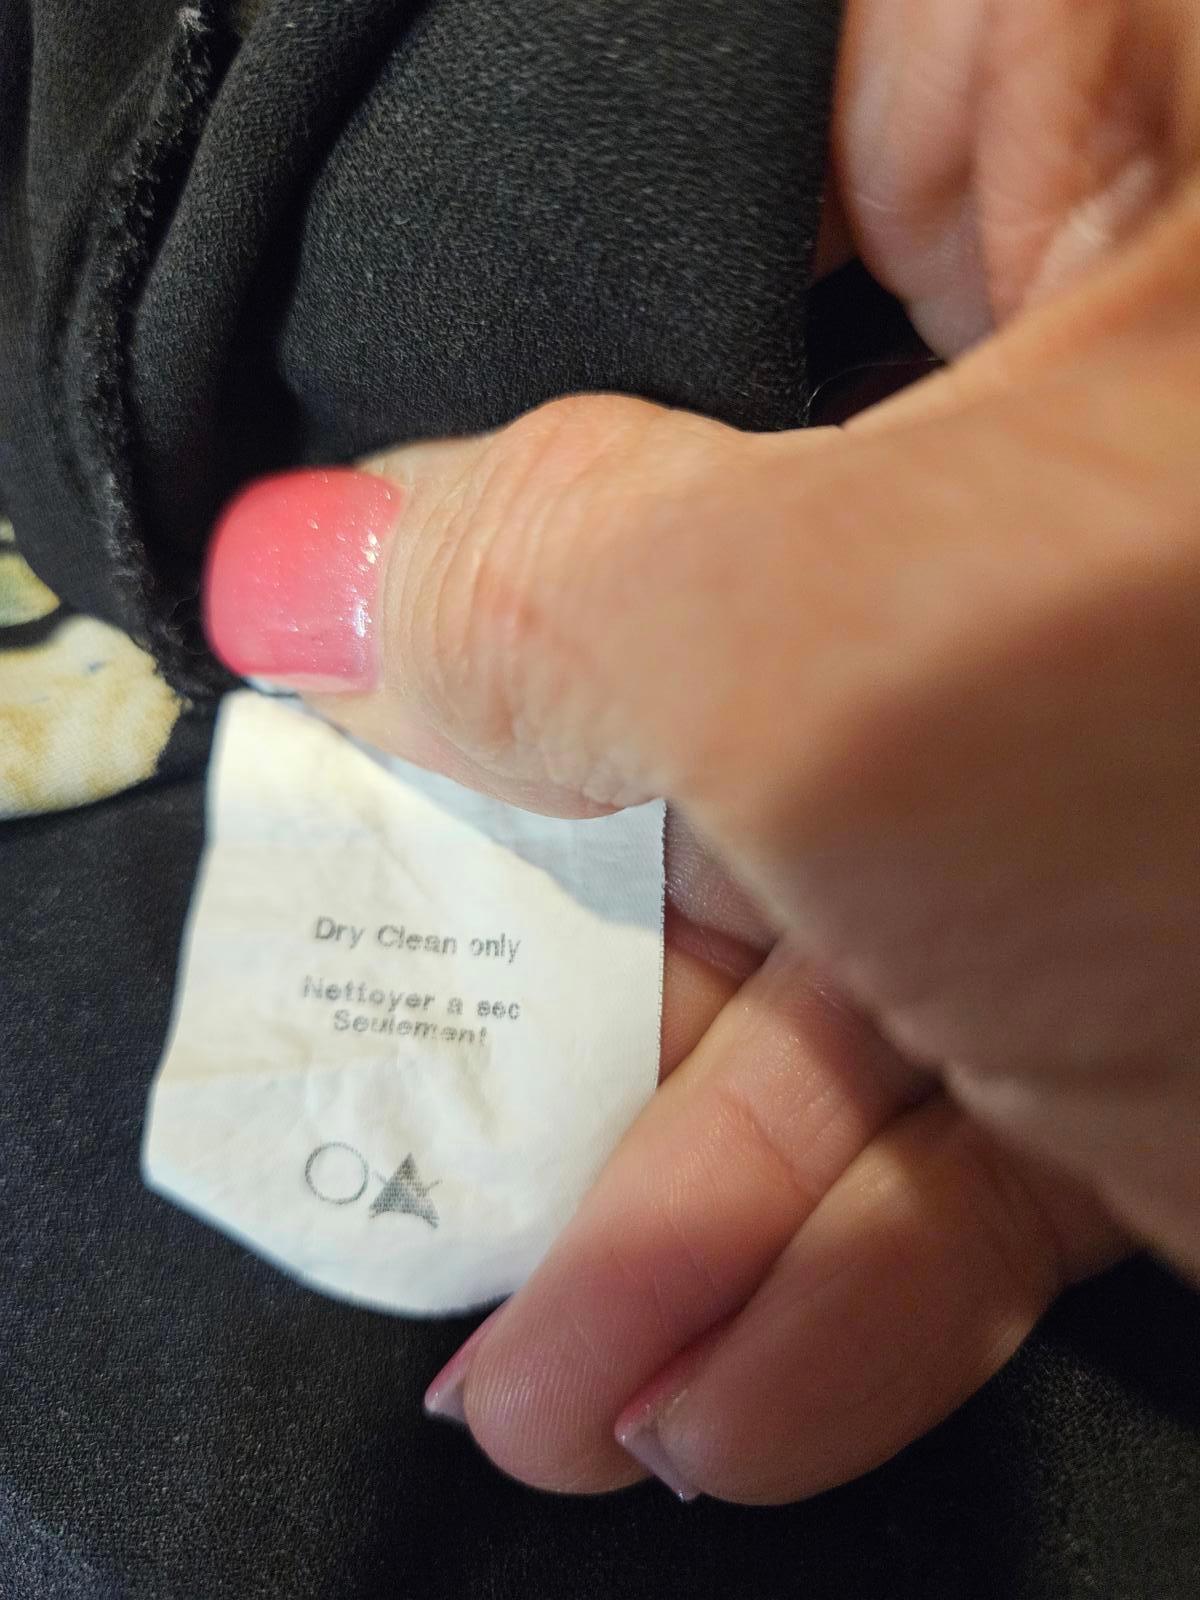 Dry Clean only
Nettoyer a sec
Seulement